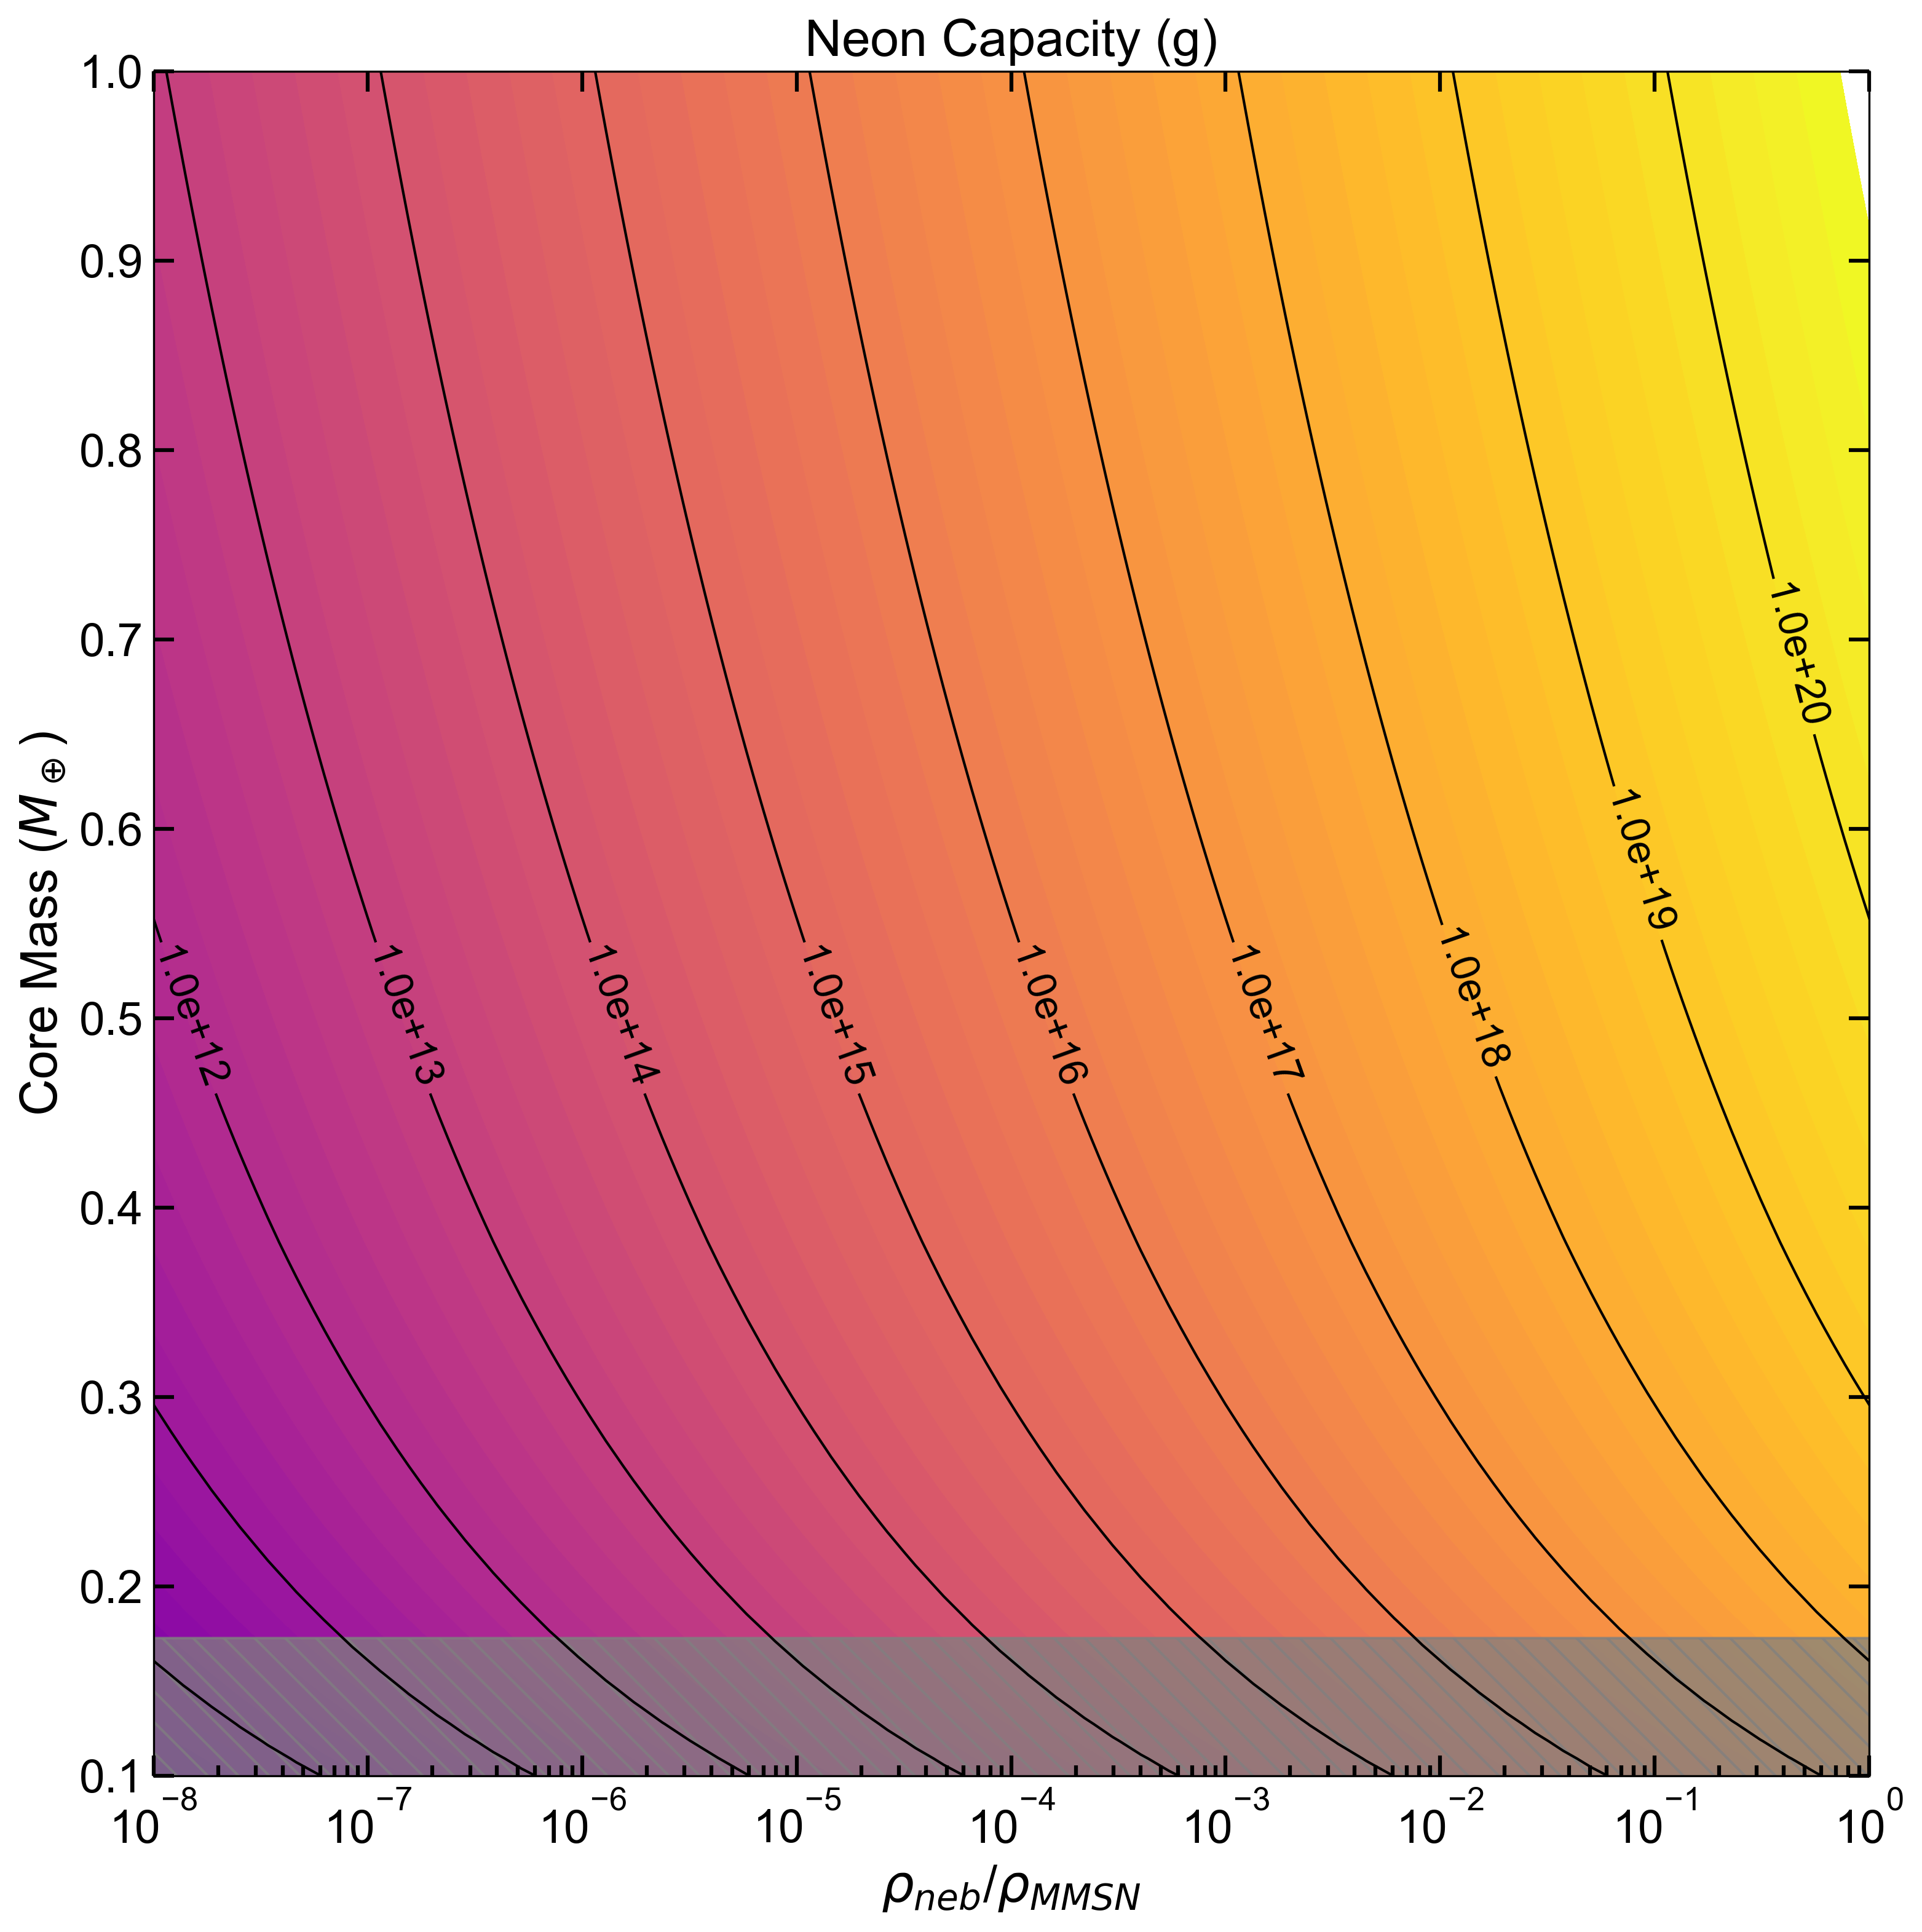 Neon Capacity (g)
1.0
0.9
0.8
0.7
0.6
0.5
0.4
0.3
0.2
0.1
Core Mass (M⊕)
1.0e+12
1.0e+13
1.0e+14
1.0e+15
1.0e+16
1.0e+17
1.0e+18
1.0e+19
1.0e+20
10⁻⁸ 10⁻⁷ 10⁻⁶ 10⁻⁵ 10⁻⁴ 10⁻³ 10⁻² 10⁻¹ 10⁰
ρneb/ρMMSN